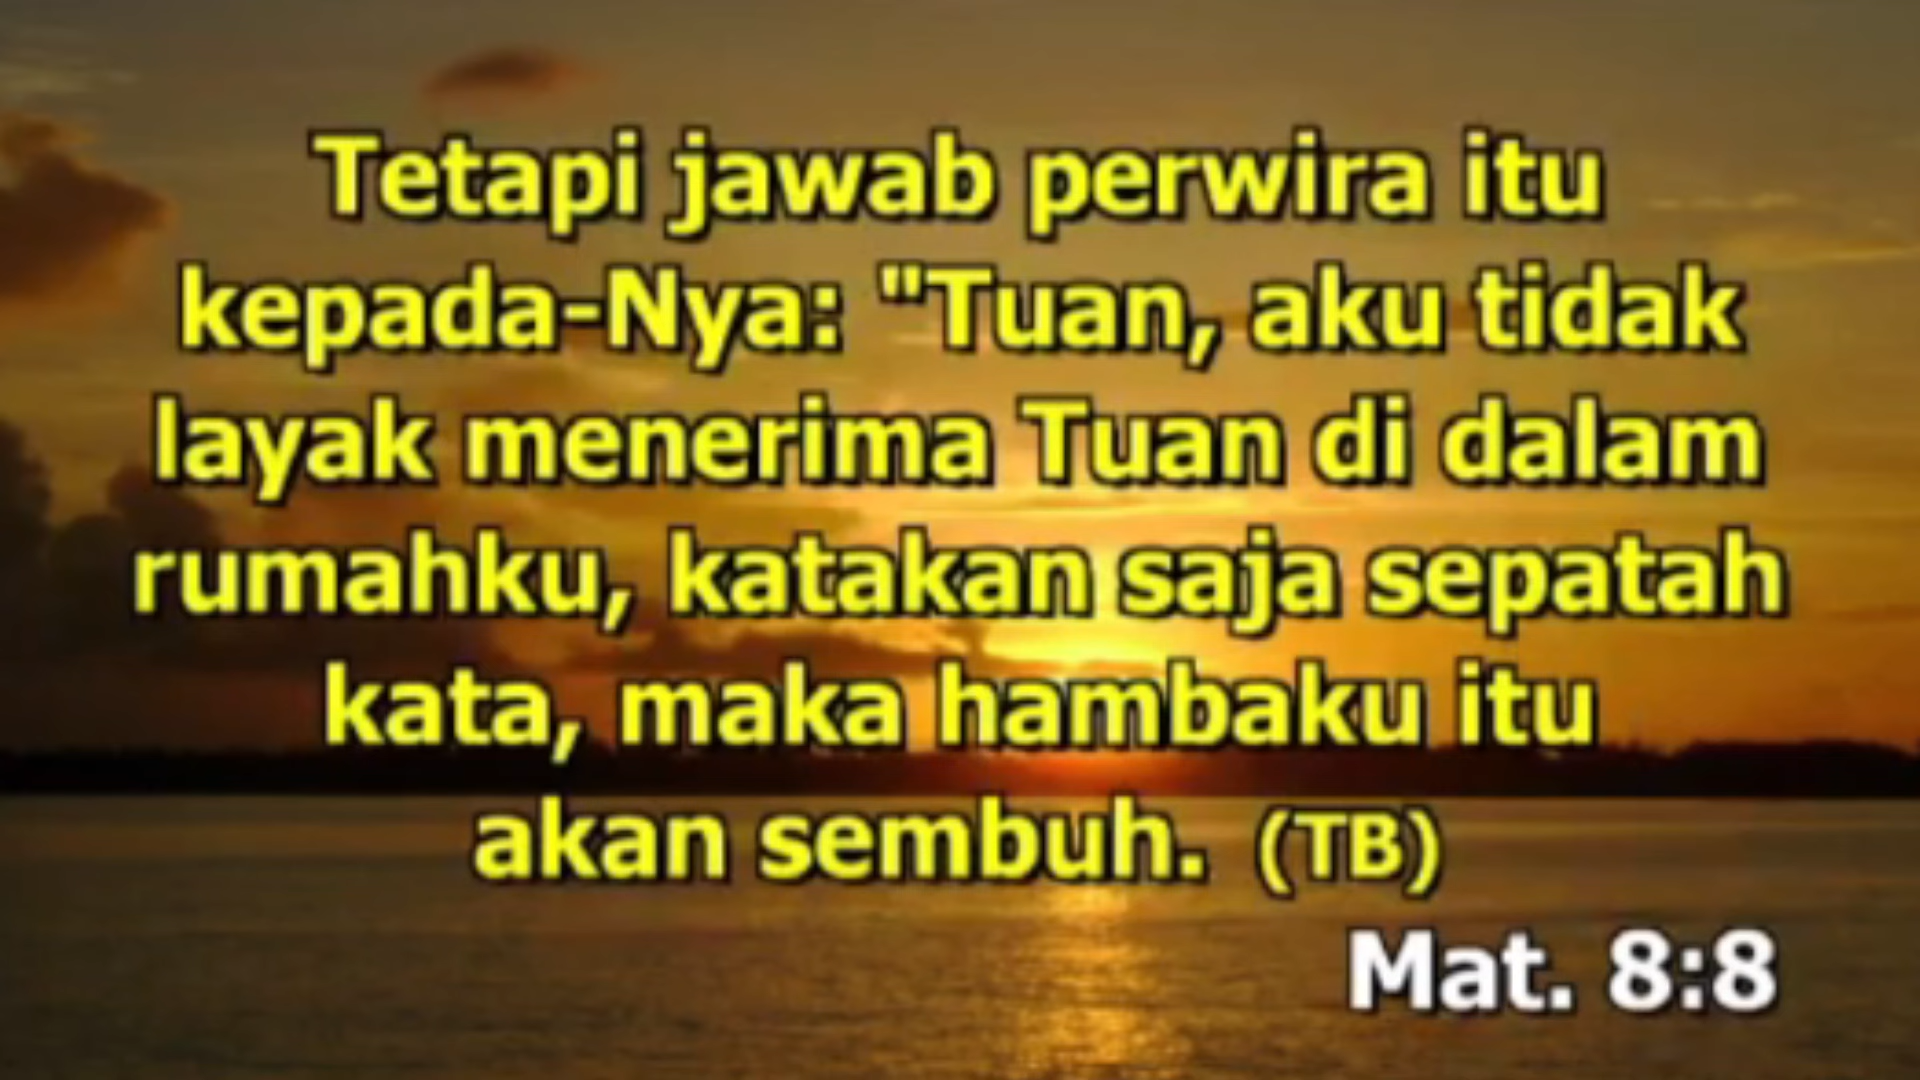 Tetapi jawab perwira itu
kepada-Nya: "Tuan, aku tidak
layak menerima Tuan di dalam
rumahku, katakan saja sepatah
kata, maka hambaku itu
akan sembuh. (TB)
Mat. 8:8